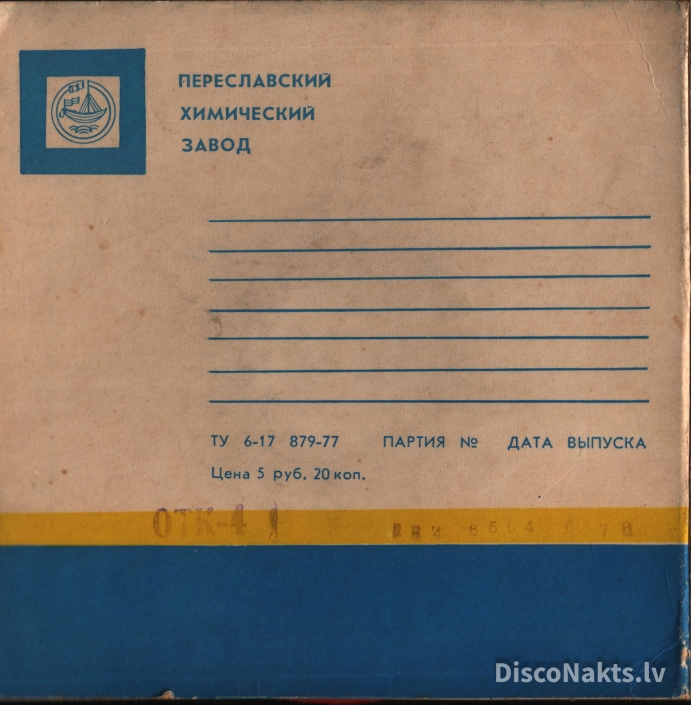 ПЕРЕСЛАВСКИЙ
ХИМИЧЕСКИЙ
ЗАВОД
ТУ 6-17 879-77 ПАРТИЯ № ДАТА ВЫПУСКА
Цена 5 руб. 20 коп.
ОТК-4
DiscoNakts.lv